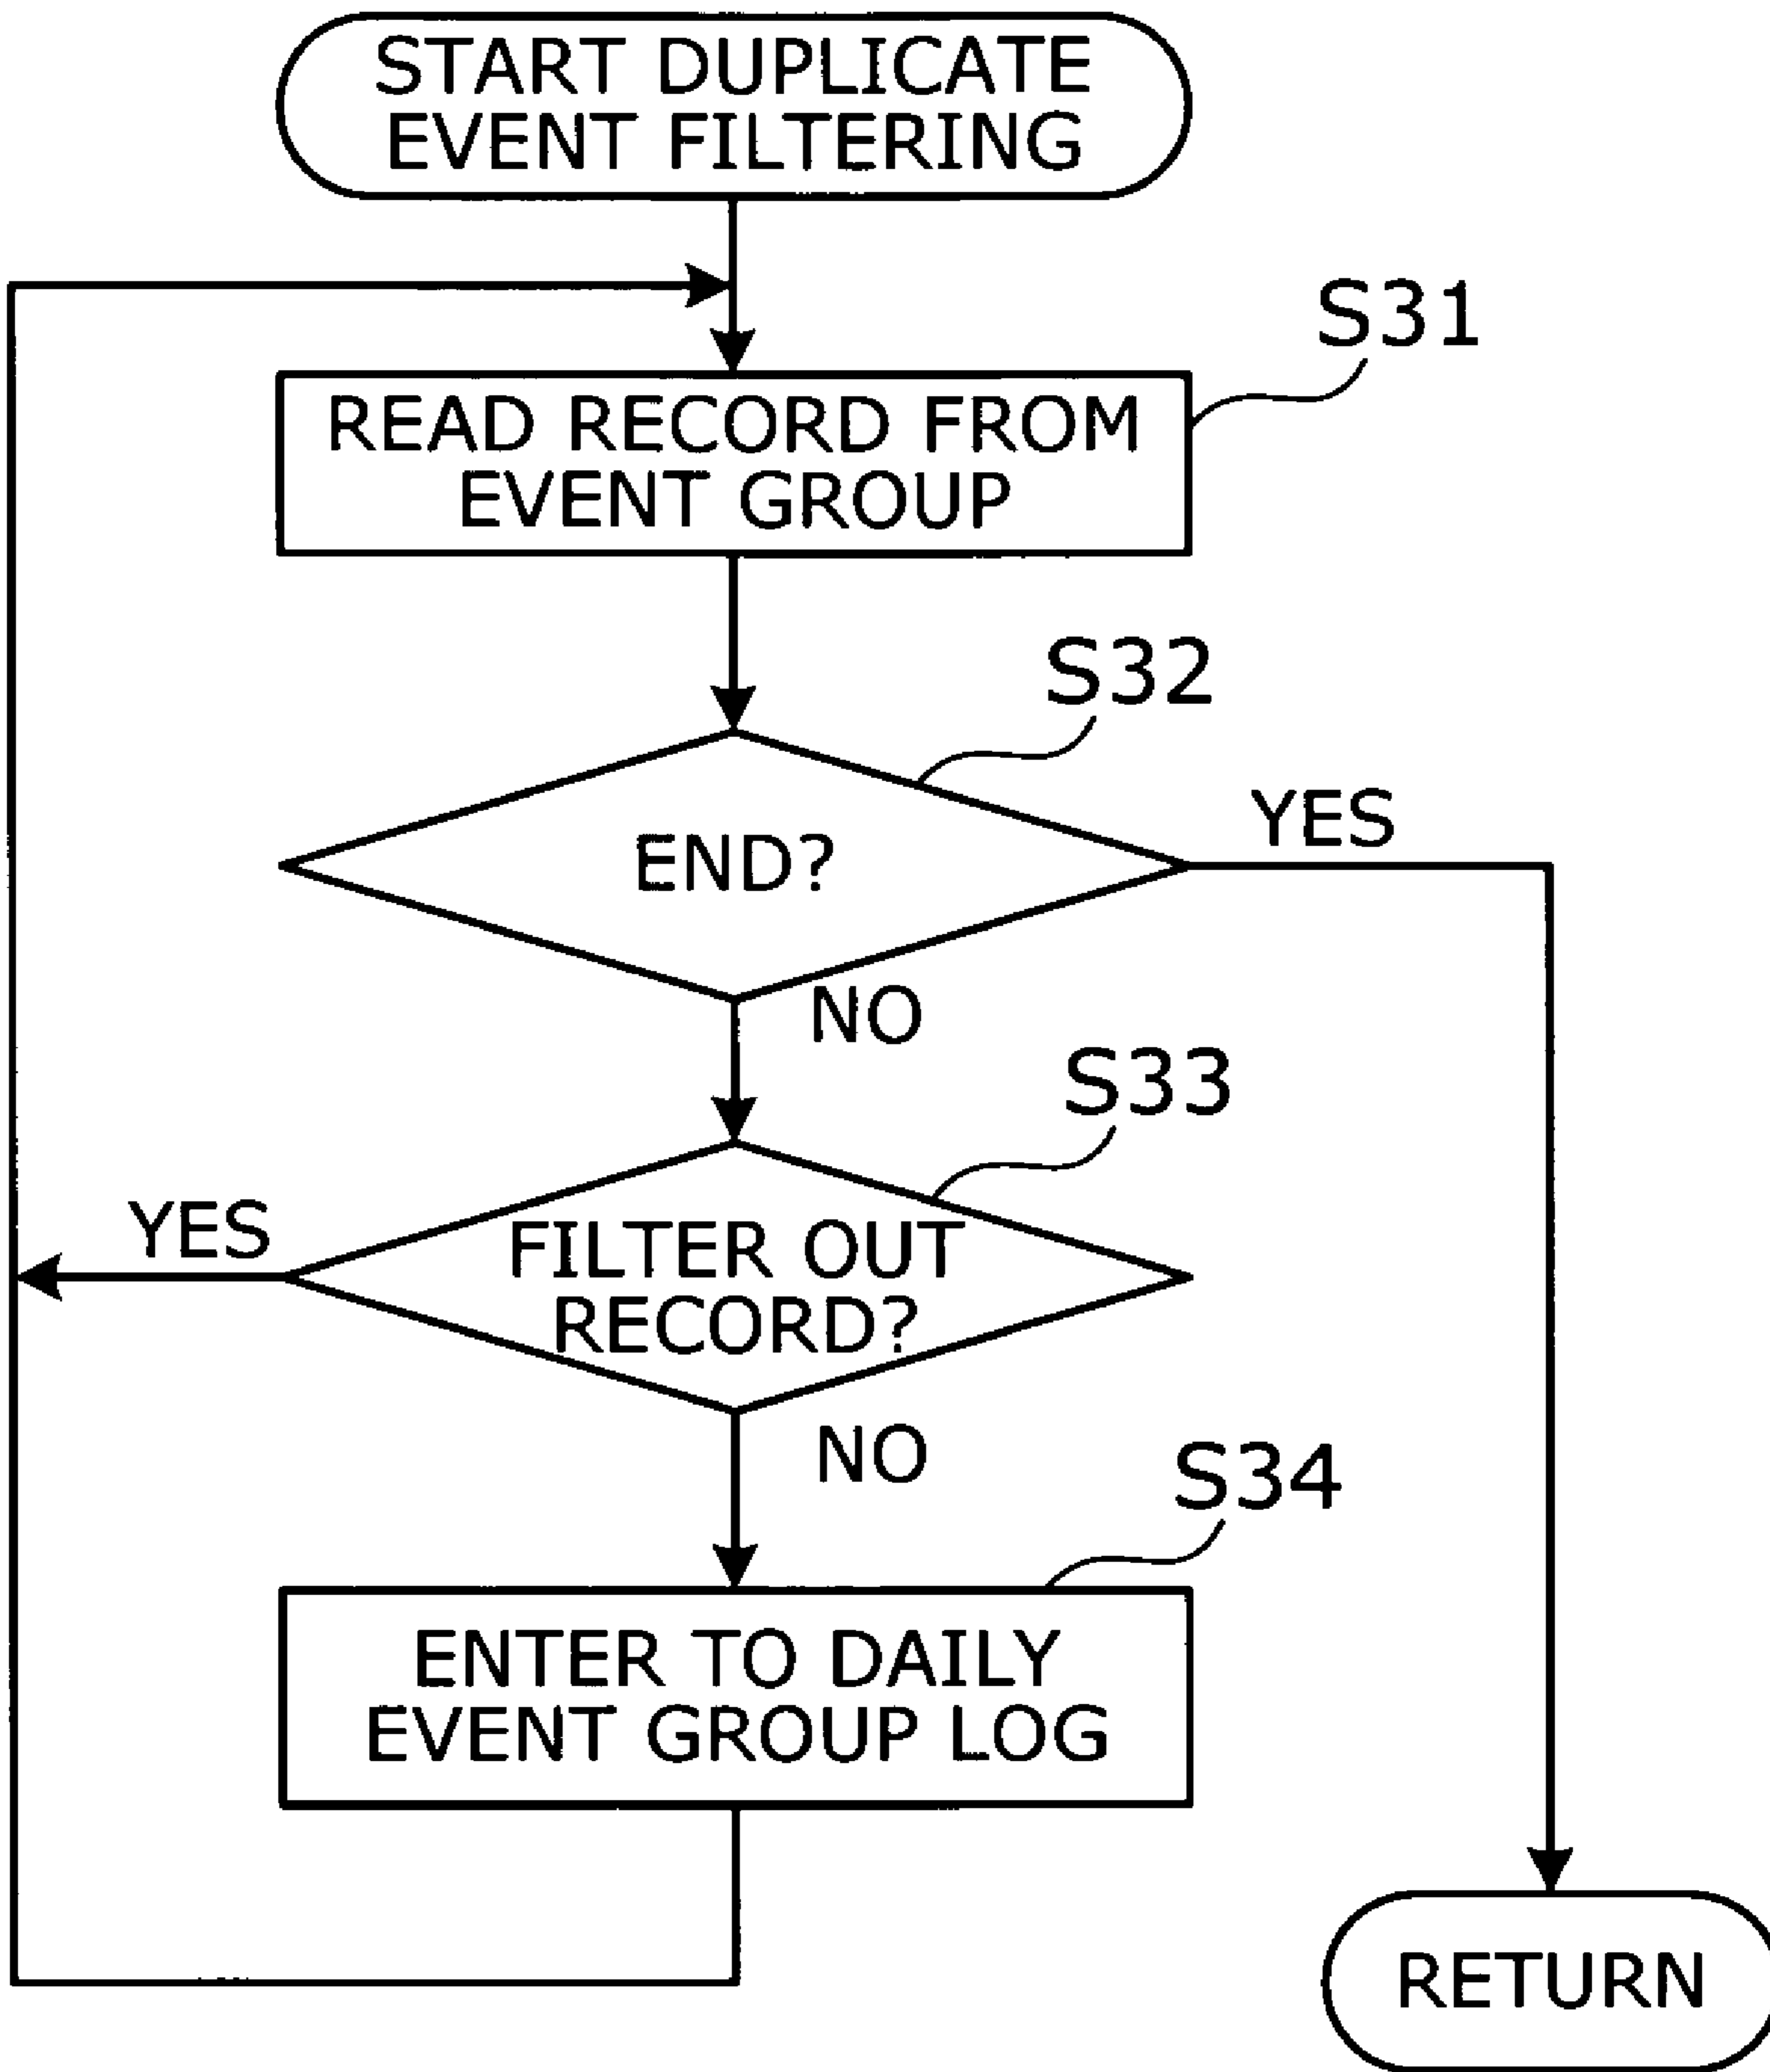 START DUPLICATE
EVENT FILTERING
S31
READ RECORD FROM
EVENT GROUP
S32
END?
YES
NO
S33
YES
FILTER OUT
RECORD?
NO
S34
ENTER TO DAILY
EVENT GROUP LOG
RETURN